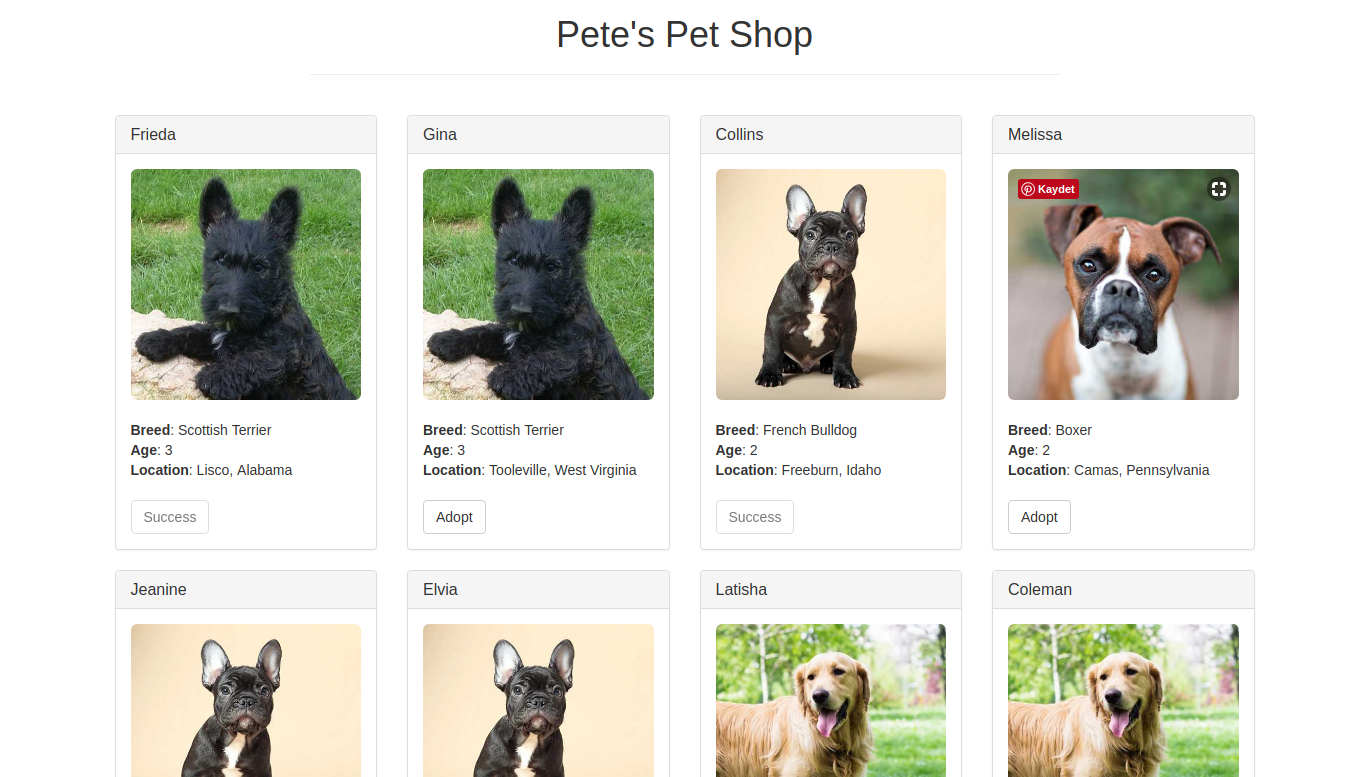 Pete's Pet Shop
Frieda
Gina
Collins
Melissa
Kaydet
Breed: Scottish Terrier
Age: 3
Location: Lisco, Alabama
Success
Breed: Scottish Terrier
Age: 3
Location: Tooleville, West Virginia
Adopt
Breed: French Bulldog
Age: 2
Location: Freeburn, Idaho
Success
Breed: Boxer
Age: 2
Location: Camas, Pennsylvania
Adopt
Jeanine
Elvia
Latisha
Coleman